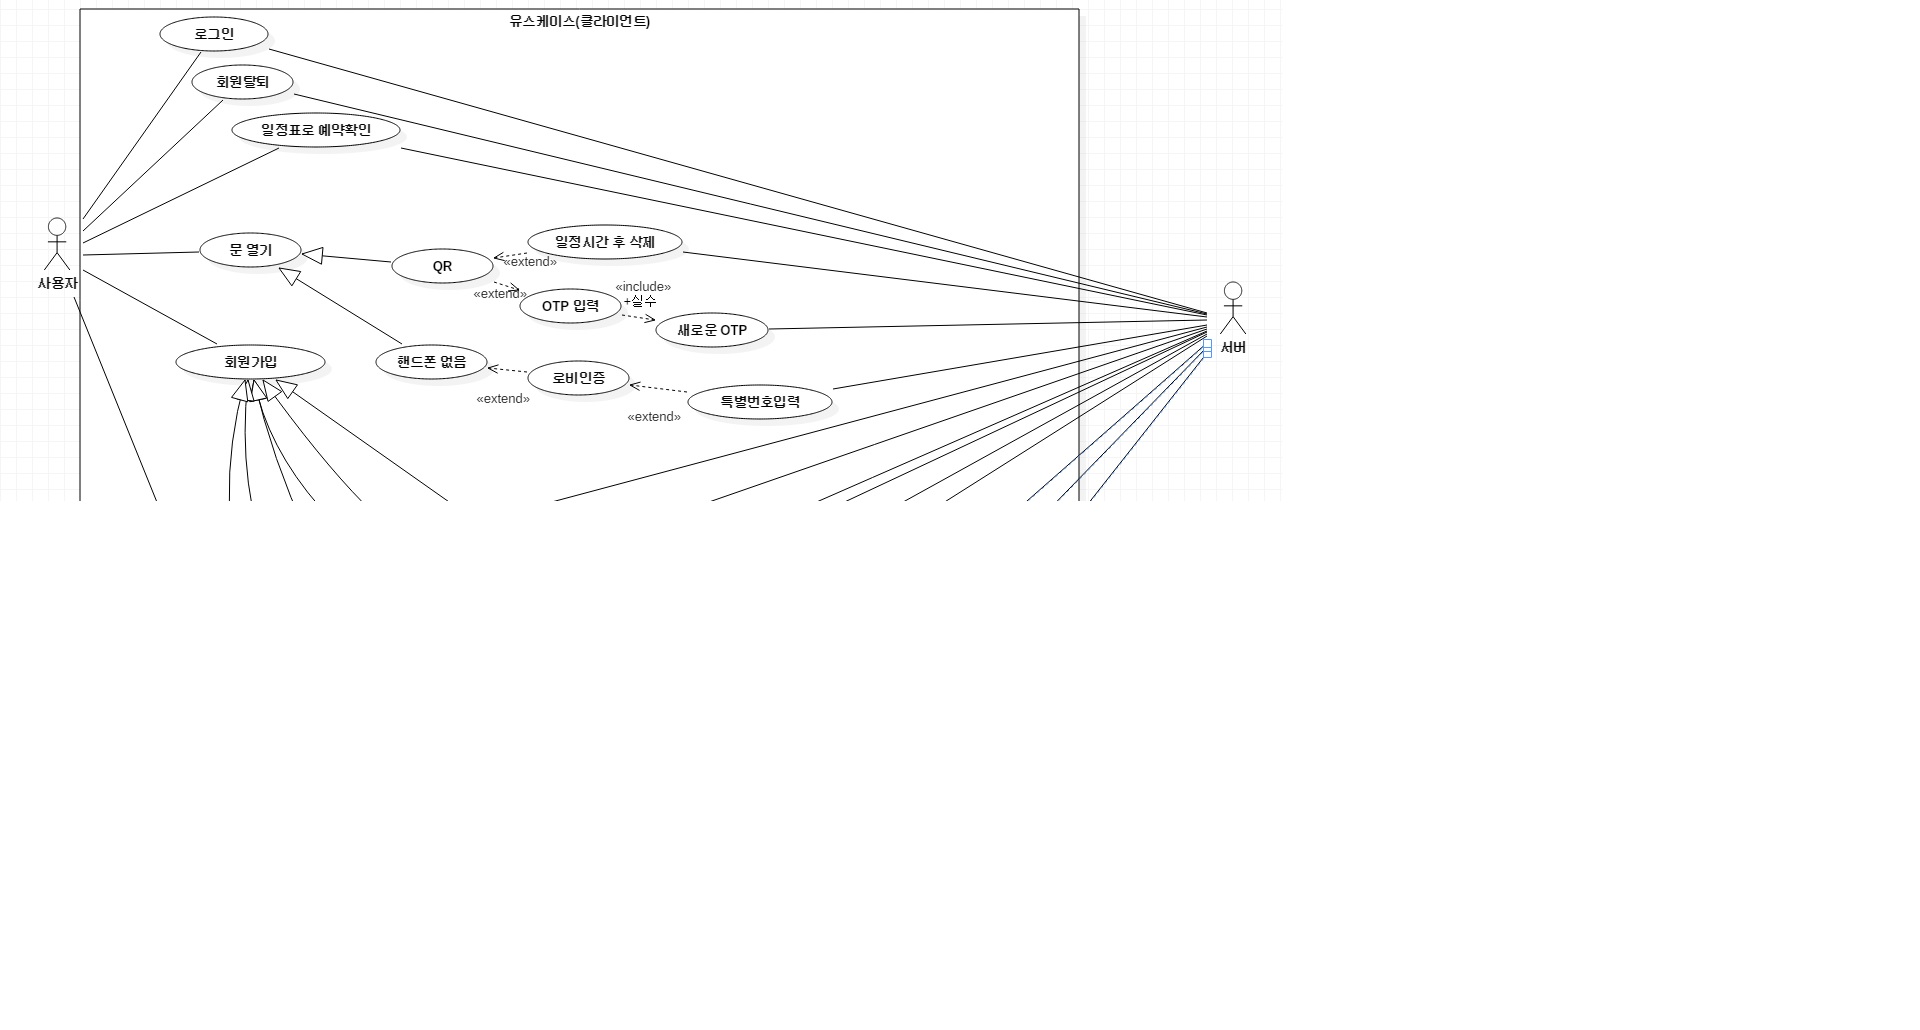 유스케이스(클라이언트)
로그인
회원탈퇴
일정표로 예약확인
사용자
문 열기
QR
일정시간 후 삭제
«extend»
«extend»
OTP 입력
«include»
+실수
새로운 OTP
서버
회원가입
핸드폰 없음
로비인증
«extend»
특별번호입력
«extend»